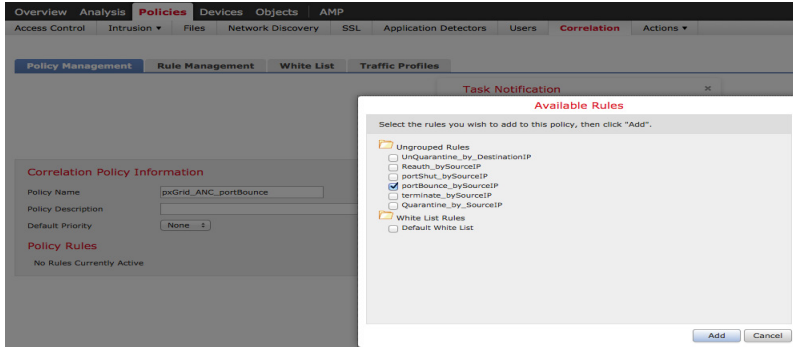 Overview Analysis Policies Devices Objects AMP
Access Control Intrusion ▾ Files Network Discovery SSL Application Detectors Users Correlation Actions ▾
Policy Management Rule Management White List Traffic Profiles
Task Notification ×
Available Rules
Select the rules you wish to add to this policy, then click "Add".
Ungrouped Rules
UnQuarantine_by_DestinationIP
Reauth_bySourceIP
portShut_bySourceIP
portBounce_bySourceIP
terminate_bySourceIP
Quarantine_by_SourceIP
White List Rules
Default White List
Correlation Policy Information
Policy Name pxGrid_ANC_portBounce
Policy Description
Default Priority None
Policy Rules
No Rules Currently Active
Add Cancel